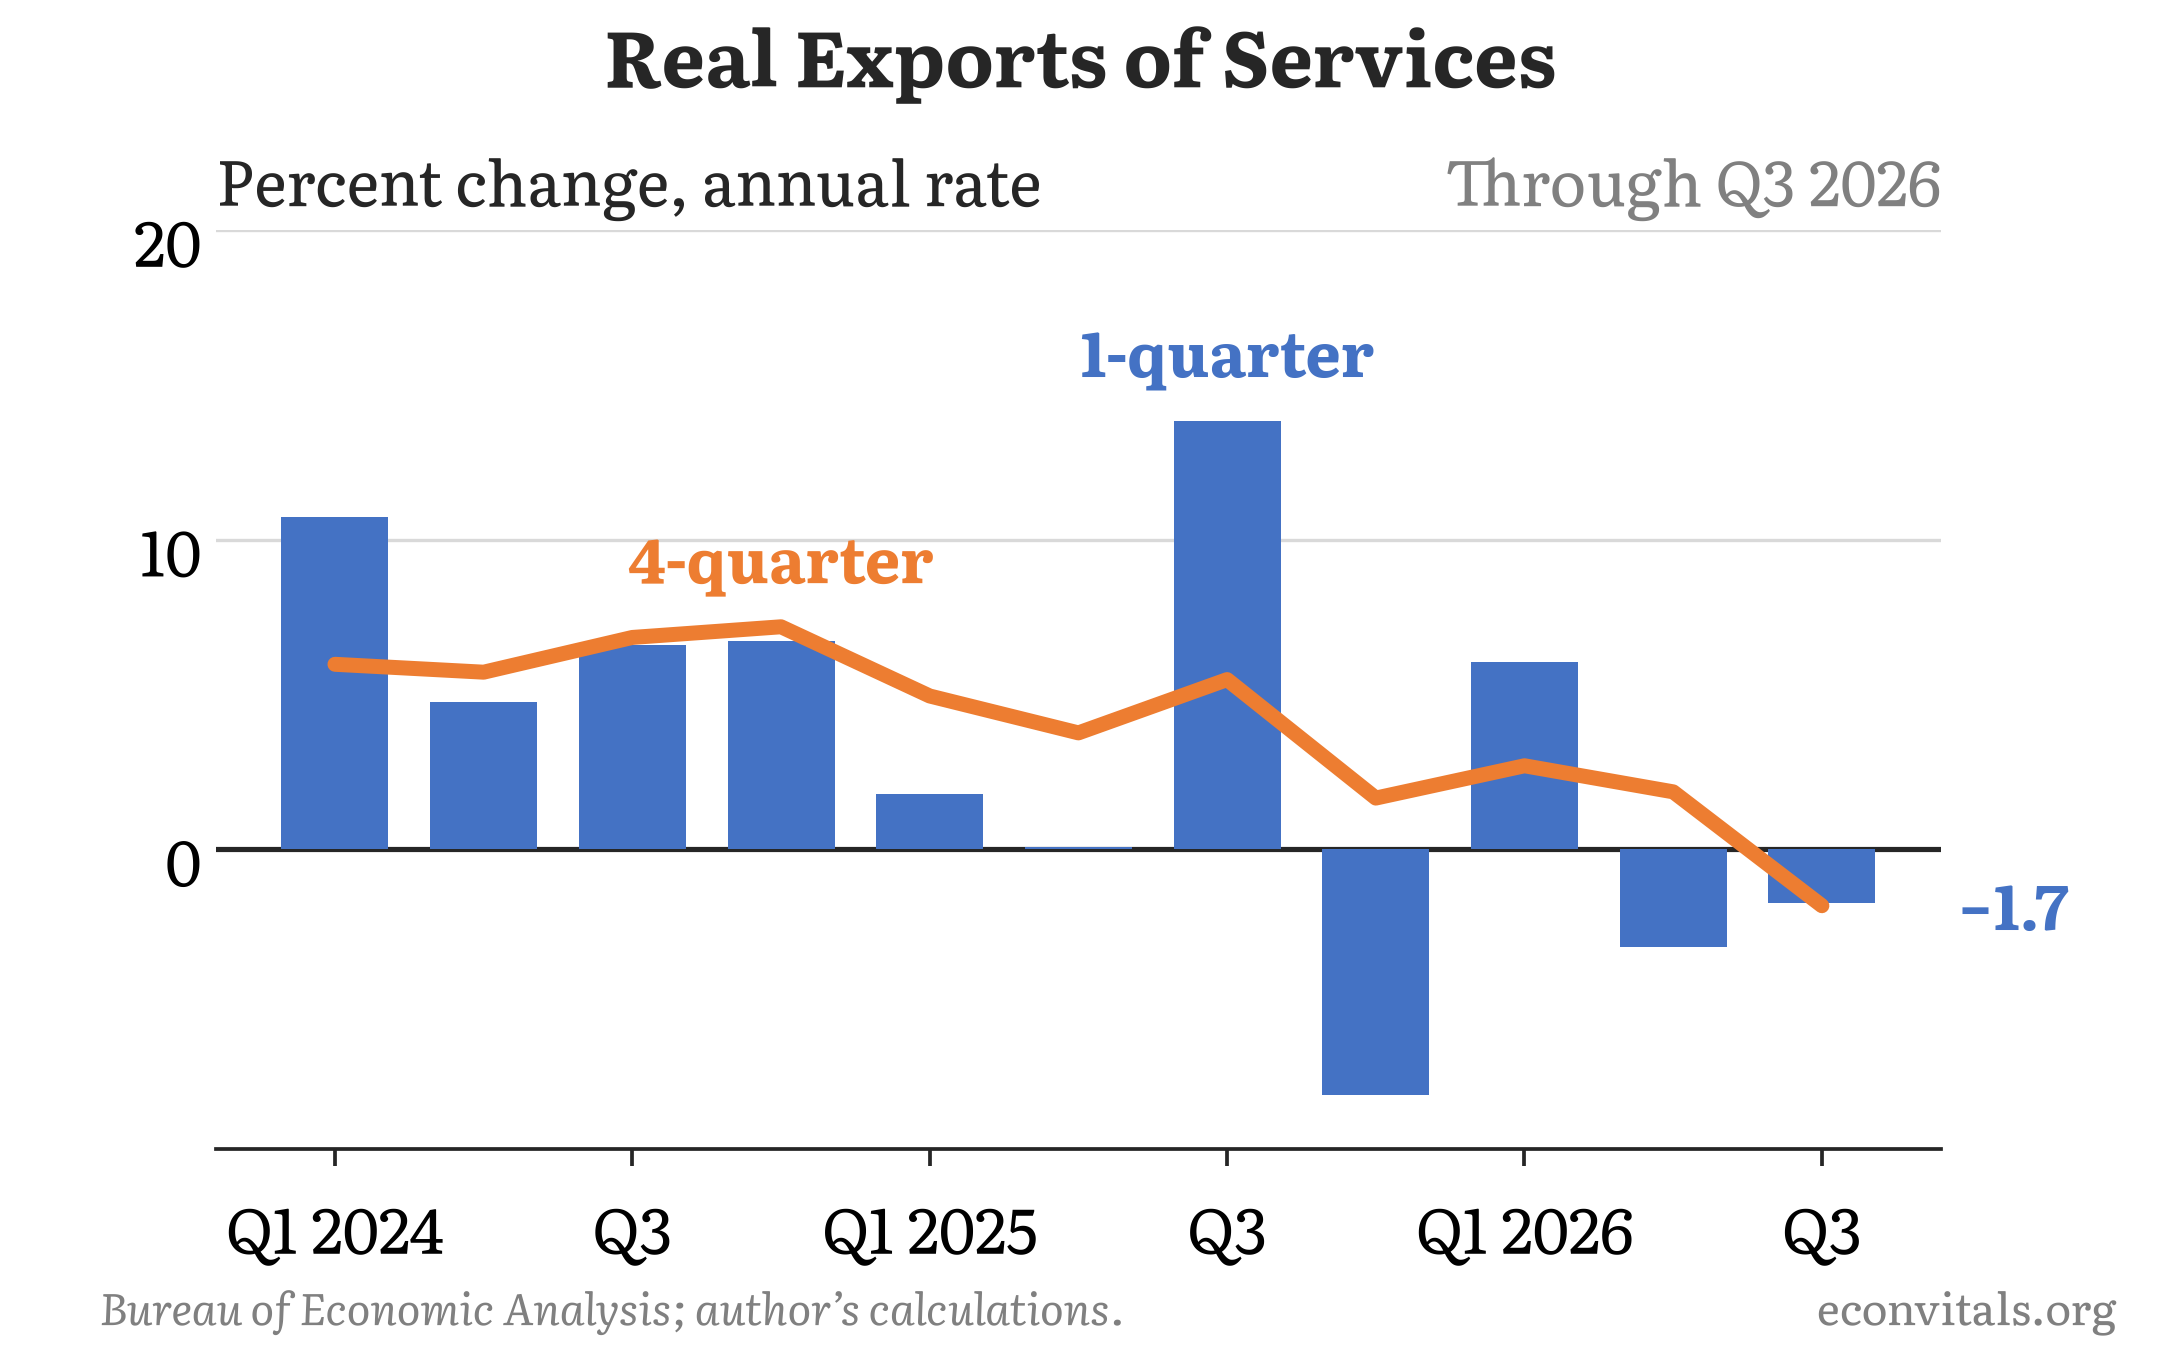 Real Exports of Services
Percent change, annual rate
Through Q3 2026
20
1-quarter
10
4-quarter
0
-1.7
Q1 2024 Q3 Q1 2025 Q3 Q1 2026 Q3
Bureau of Economic Analysis; author’s calculations.
econvitals.org